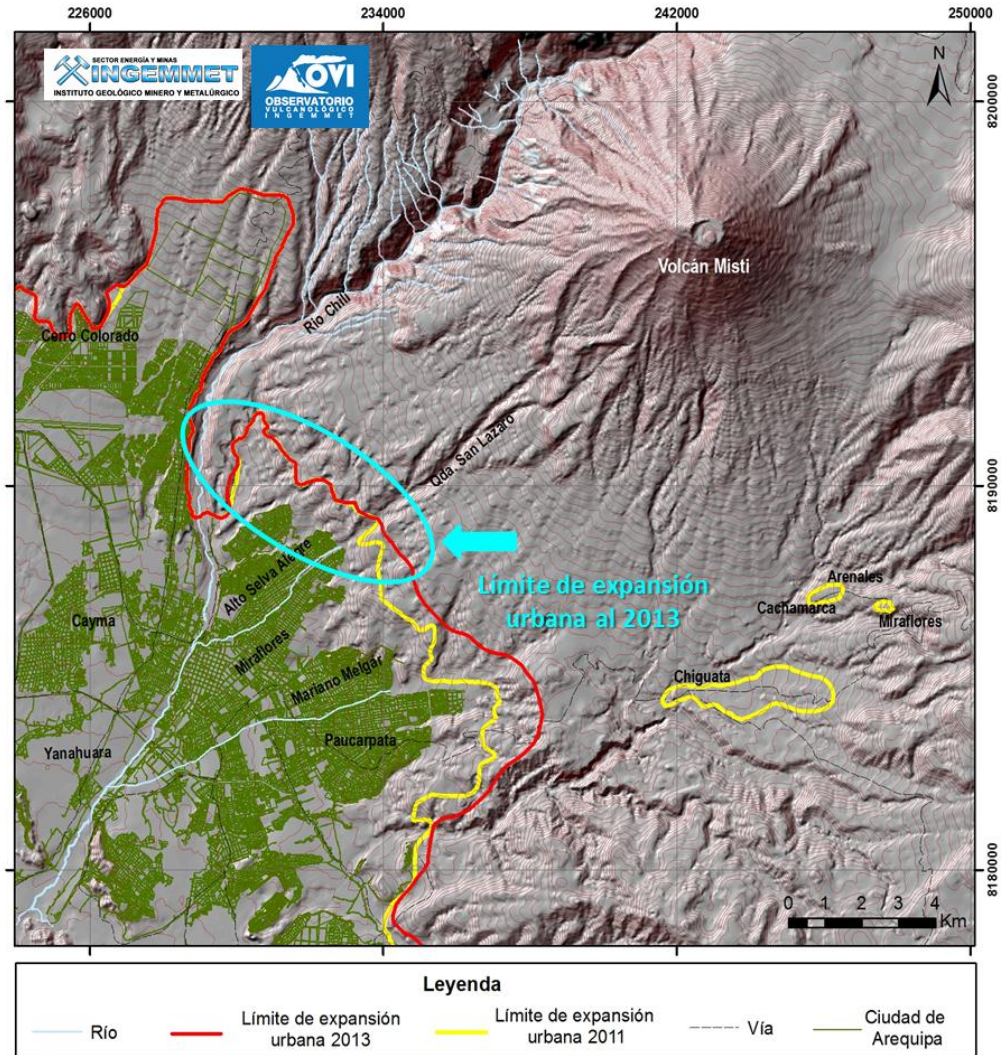 226000
234000
242000
250000
SECTOR ENERGÍA Y MINAS
INGEMMET
INSTITUTO GEOLÓGICO MINERO Y METALÚRGICO
OVI
OBSERVATORIO
VULCANOLÓGICO
INGEMMET
N
8200000
Volcán Misti
Río Chili
Cerro Colorado
Qda. San Lazaro
8190000
Alto Selva Alegre
Límite de expansión
urbana al 2013
Arenales
Cachamarca
Miraflores
Cayma
Miraflores
Mariano Melgar
Chiguata
Yanahuara
Paucarpata
8180000
0 1 2 3 4
Km
Leyenda
Río
Límite de expansión
urbana 2013
Límite de expansión
urbana 2011
Vía
Ciudad de
Arequipa